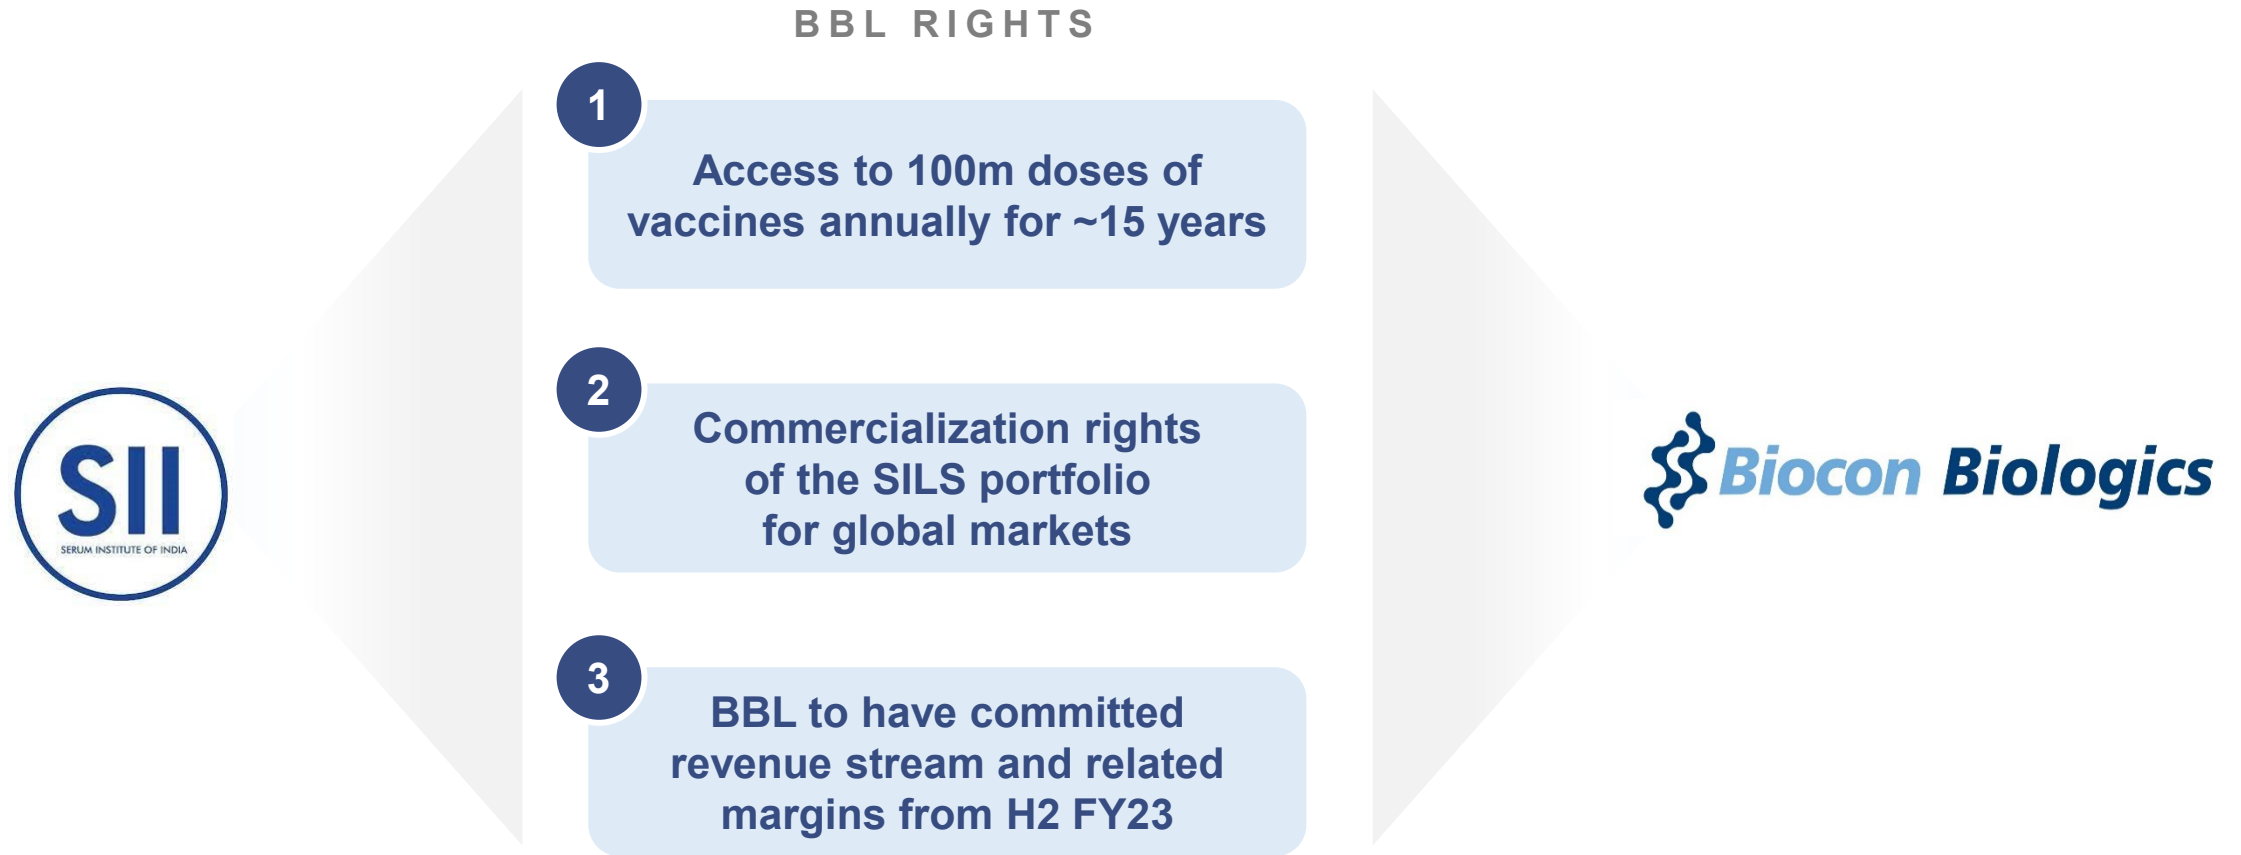 BBL RIGHTS
1
Access to 100m doses of
vaccines annually for ~15 years
2
Commercialization rights
of the SILS portfolio
for global markets
3
BBL to have committed
revenue stream and related
margins from H2 FY23
SII
SERUM INSTITUTE OF INDIA
Biocon Biologics